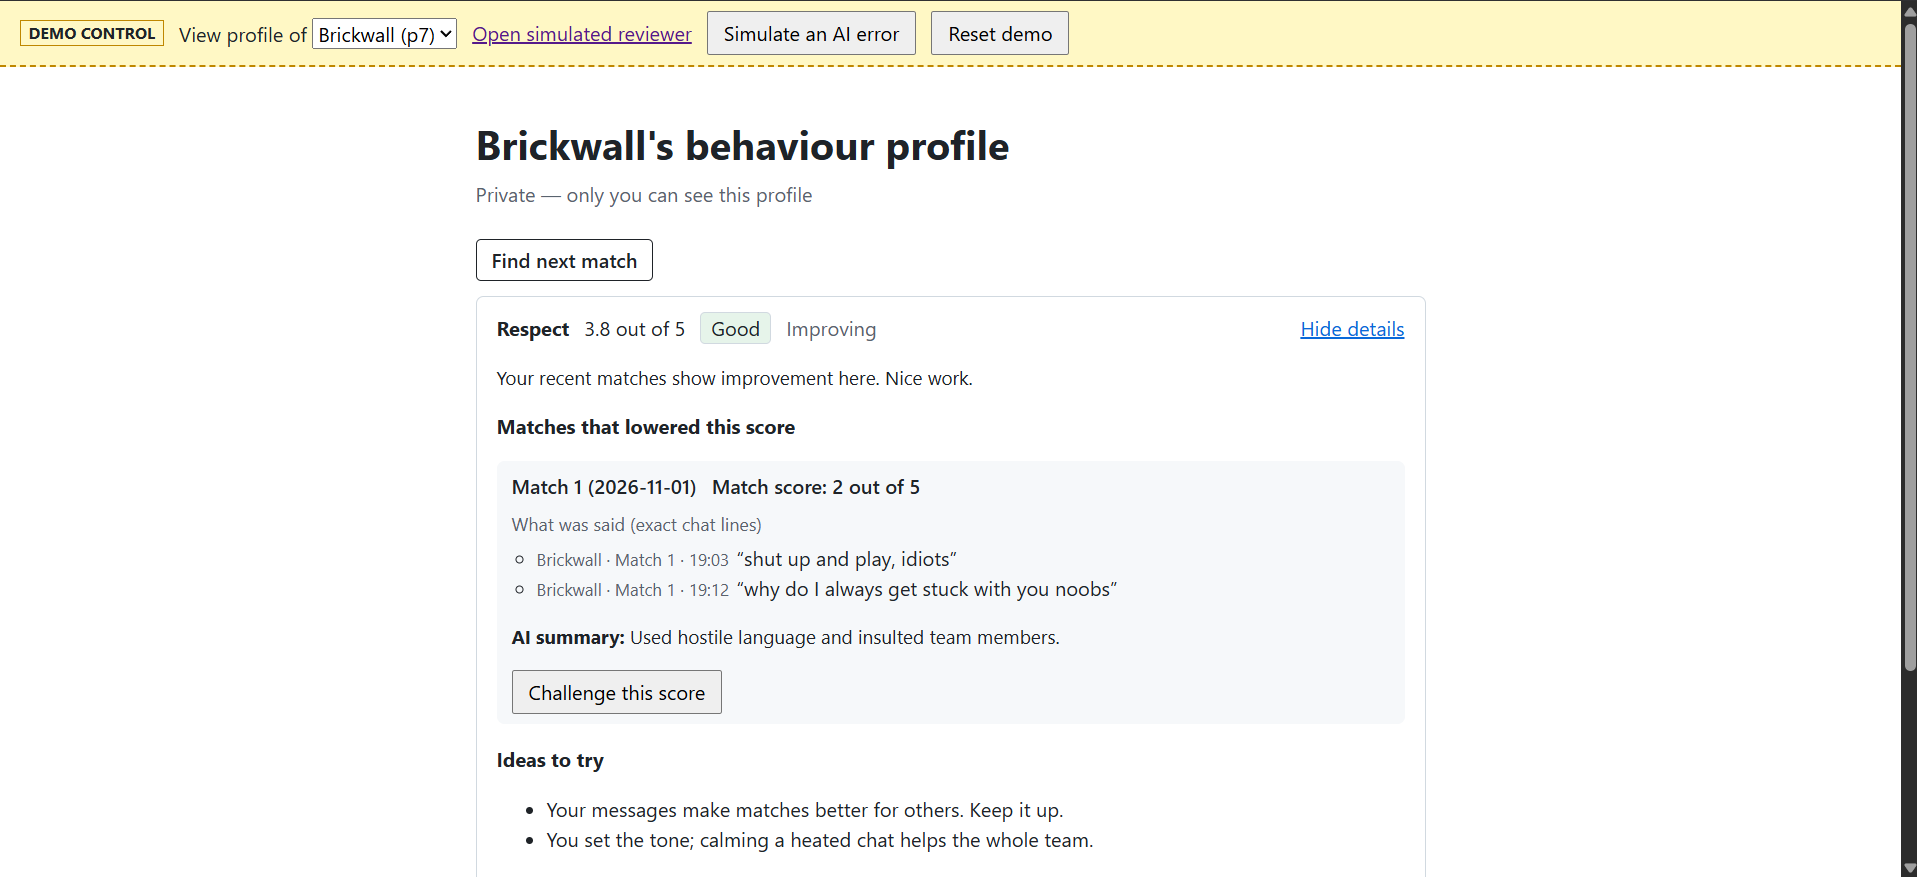 DEMO CONTROL View profile of Brickwall (p7) Open simulated reviewer Simulate an AI error Reset demo
Brickwall's behaviour profile
Private — only you can see this profile
Find next match
Respect 3.8 out of 5 Good Improving Hide details
Your recent matches show improvement here. Nice work.
Matches that lowered this score
Match 1 (2026-11-01) Match score: 2 out of 5
What was said (exact chat lines)
Brickwall · Match 1 · 19:03 “shut up and play, idiots”
Brickwall · Match 1 · 19:12 “why do I always get stuck with you noobs”
AI summary: Used hostile language and insulted team members.
Challenge this score
Ideas to try
Your messages make matches better for others. Keep it up.
You set the tone; calming a heated chat helps the whole team.